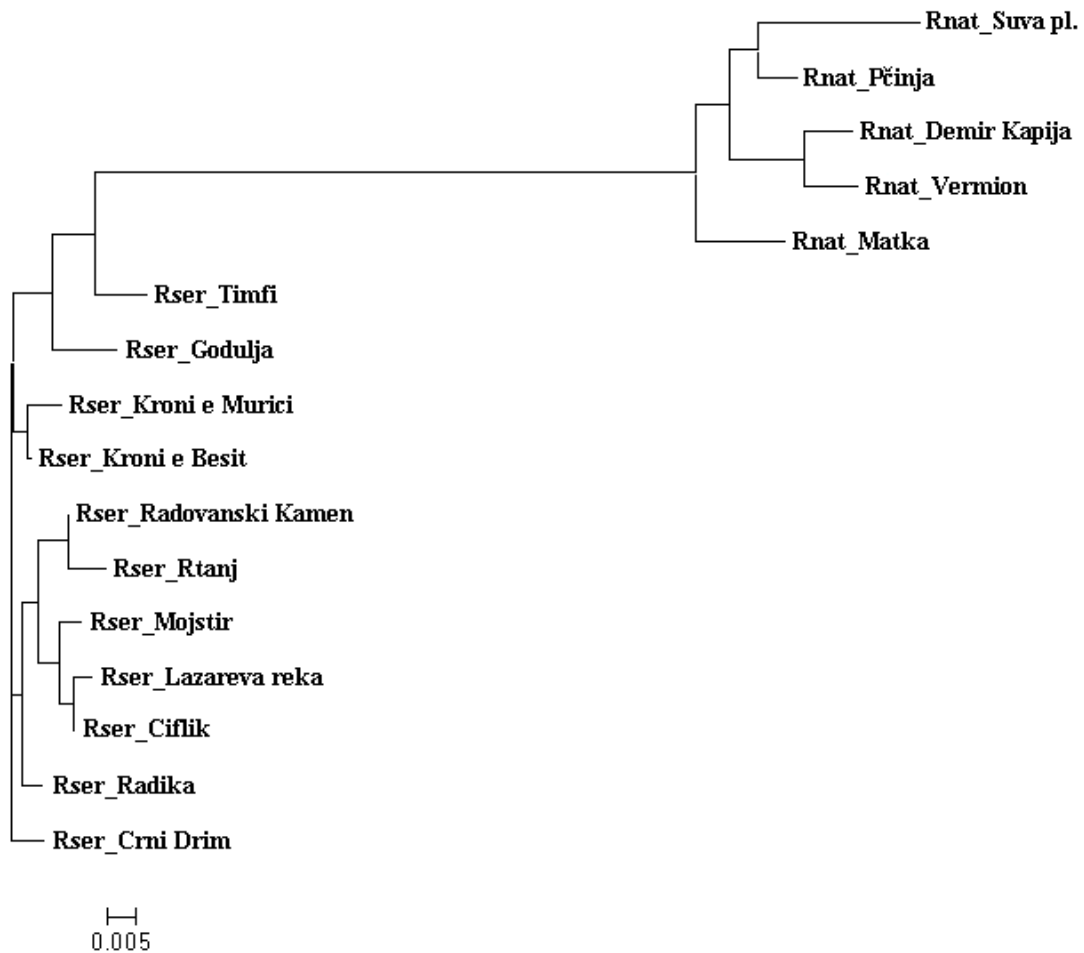 Rnat_Suva pl.
Rnat_Pčinja
Rnat_Demir Kapija
Rnat_Vermion
Rnat_Matka
Rser_Timfi
Rser_Godulja
Rser_Kroni e Murici
Rser_Kroni e Besit
Rser_Radovanski Kamen
Rser_Rtanj
Rser_Mojstir
Rser_Lazareva reka
Rser_Ciflik
Rser_Radika
Rser_Crni Drim
0.005